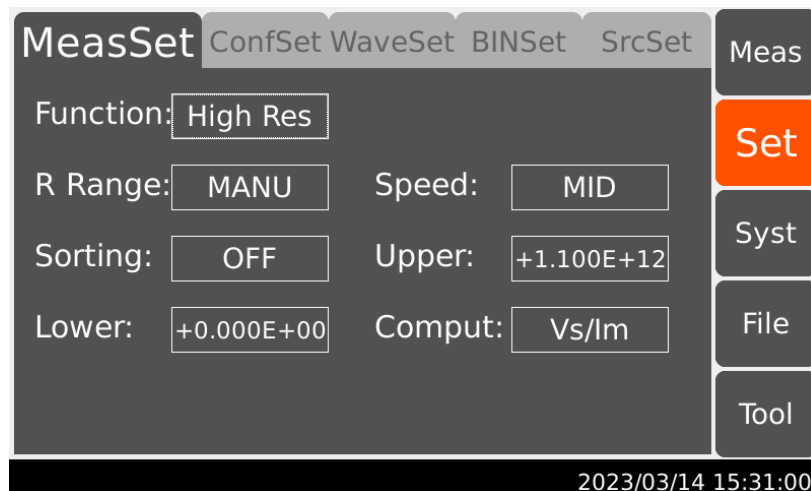 MeasSet ConfSet WaveSet BINSet SrcSet
Meas
Function: High Res
Set
R Range: MANU Speed: MID
Syst
Sorting: OFF Upper: +1.100E+12
Lower: +0.000E+00 Comput: Vs/Im
File
Tool
2023/03/14 15:31:00